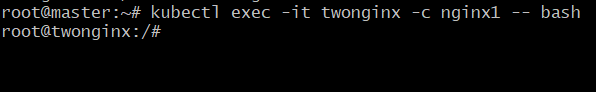 root@master:~# kubectl exec -it twonginx -c nginx1 -- bash
root@twonginx:/#